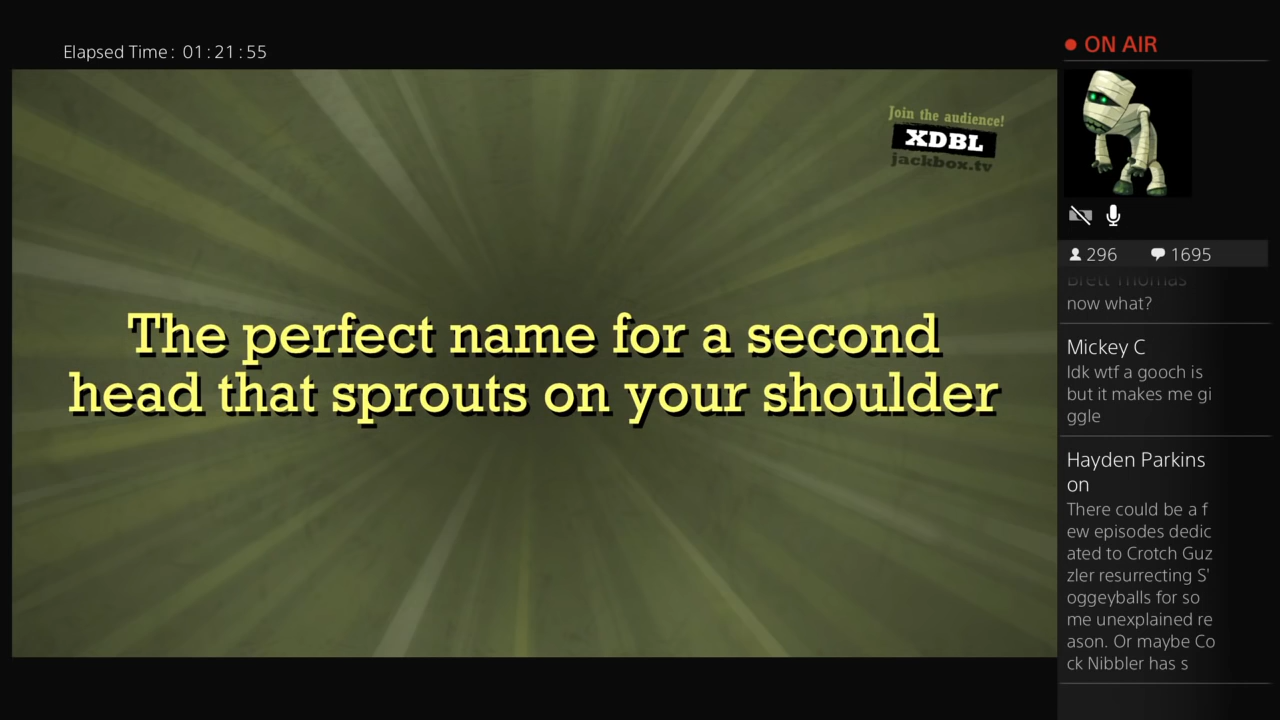 Elapsed Time: 01:21:55
ON AIR
Join the audience!
XDBL
jackbox.tv
296 1695
The perfect name for a second
head that sprouts on your shoulder
Brett Thomas
now what?
Mickey C
Idk wtf a gooch is
but it makes me gi
ggle
Hayden Parkins
on
There could be a f
ew episodes dedic
ated to Crotch Guz
zler resurrecting S'
oggeyballs for so
me unexplained re
ason. Or maybe Co
ck Nibbler has s